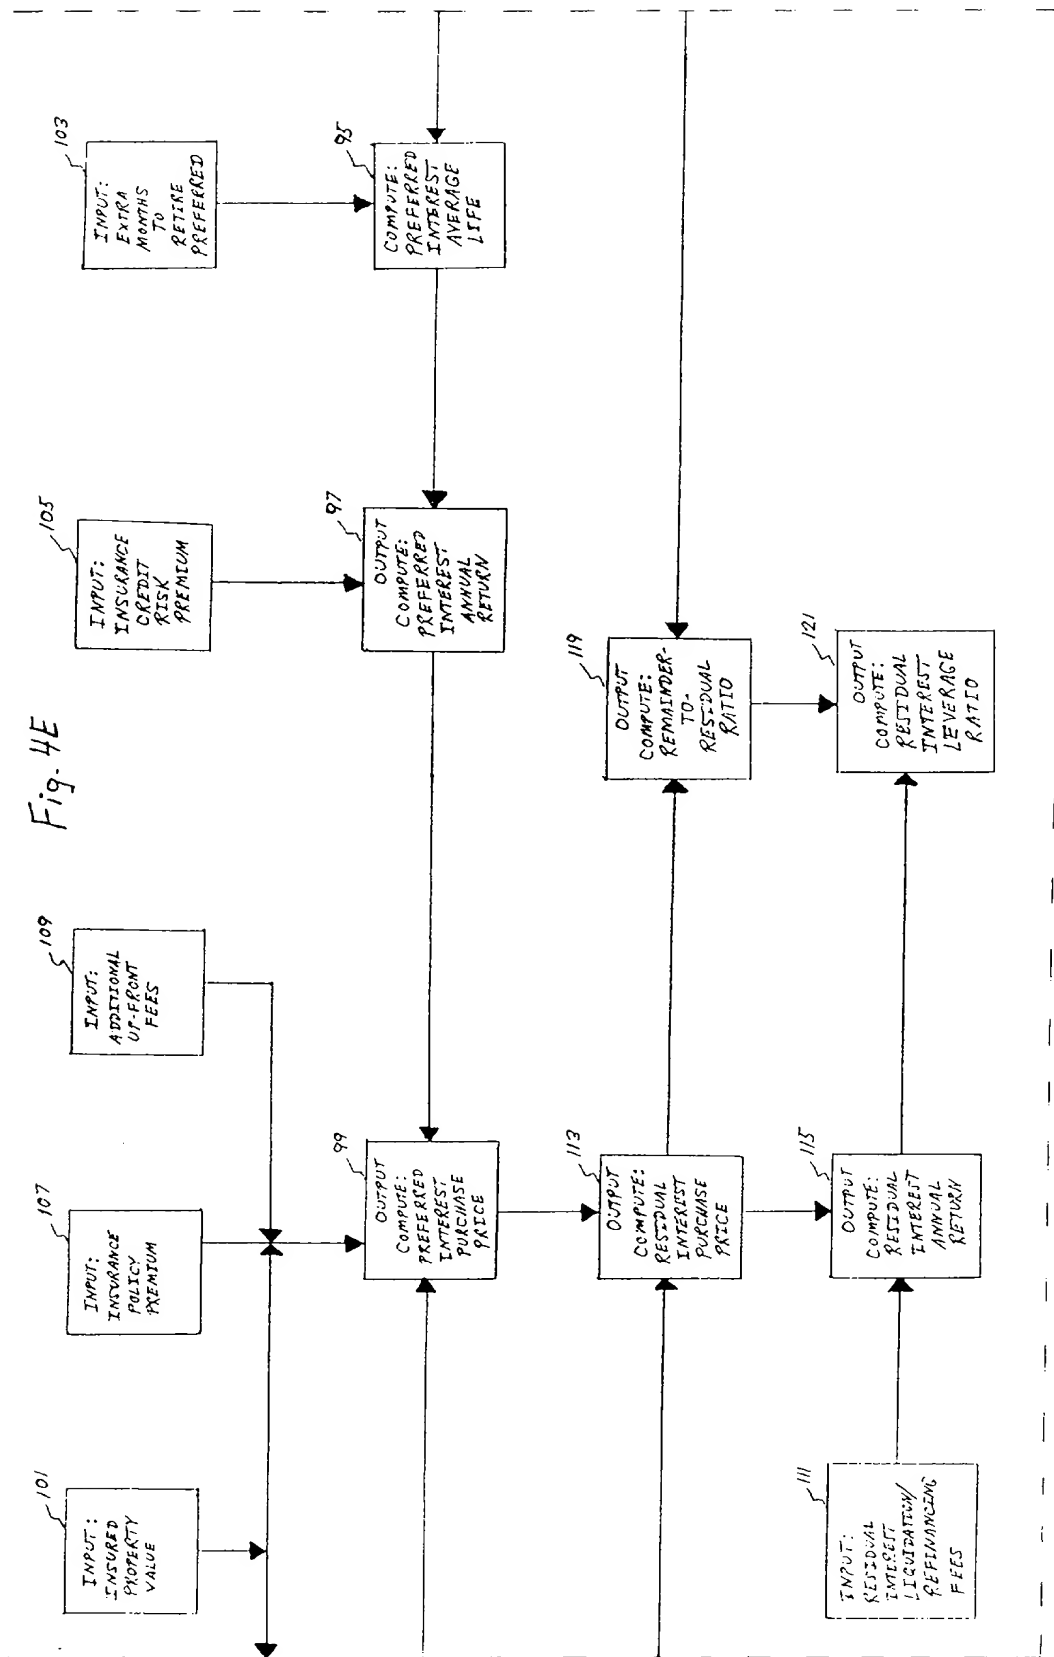 Fig. 4E
101
INPUT:
INSURED
PROPERTY
VALUE
107
INPUT:
INSURANCE
POLICY
PREMIUM
109
INPUT:
ADDITIONAL
UP-FRONT
FEES
105
INPUT:
INSURANCE
CREDIT
RISK
PREMIUM
103
INPUT:
EXTRA
MONTHS
TO
RETIRE
PREFERRED
99
OUTPUT
COMPUTE:
PREFERRED
INTEREST
PURCHASE
PRICE
97
OUTPUT
COMPUTE:
PREFERRED
INTEREST
ANNUAL
RETURN
95
COMPUTE:
PREFERRED
INTEREST
AVERAGE
LIFE
113
OUTPUT
COMPUTE:
RESIDUAL
INTEREST
PURCHASE
PRICE
119
OUTPUT
COMPUTE:
REMAINDER-
TO-
RESIDUAL
RATIO
111
INPUT:
RESIDUAL
INTEREST
LIQUIDATION/
REFINANCING
FEES
115
OUTPUT
COMPUTE:
RESIDUAL
INTEREST
ANNUAL
RETURN
121
OUTPUT
COMPUTE:
RESIDUAL
INTEREST
LEVERAGE
RATIO